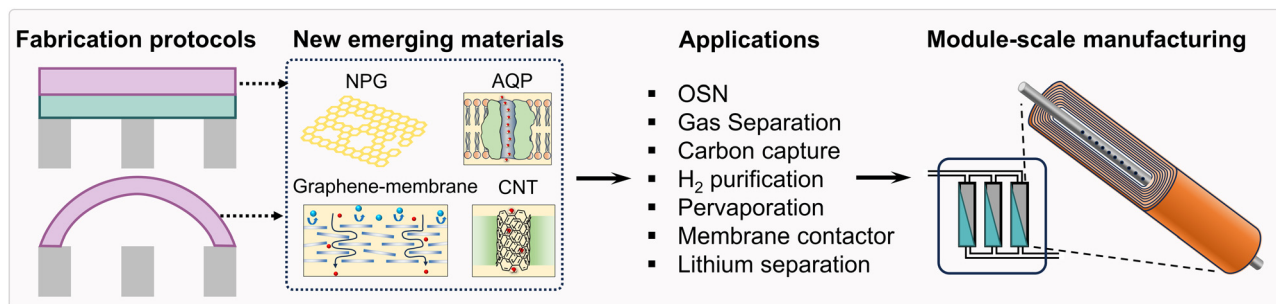 Fabrication protocols
New emerging materials
NPG
AQP
Graphene-membrane
CNT
Applications
▪ OSN
▪ Gas Separation
▪ Carbon capture
▪ H₂ purification
▪ Pervaporation
▪ Membrane contactor
▪ Lithium separation
Module-scale manufacturing